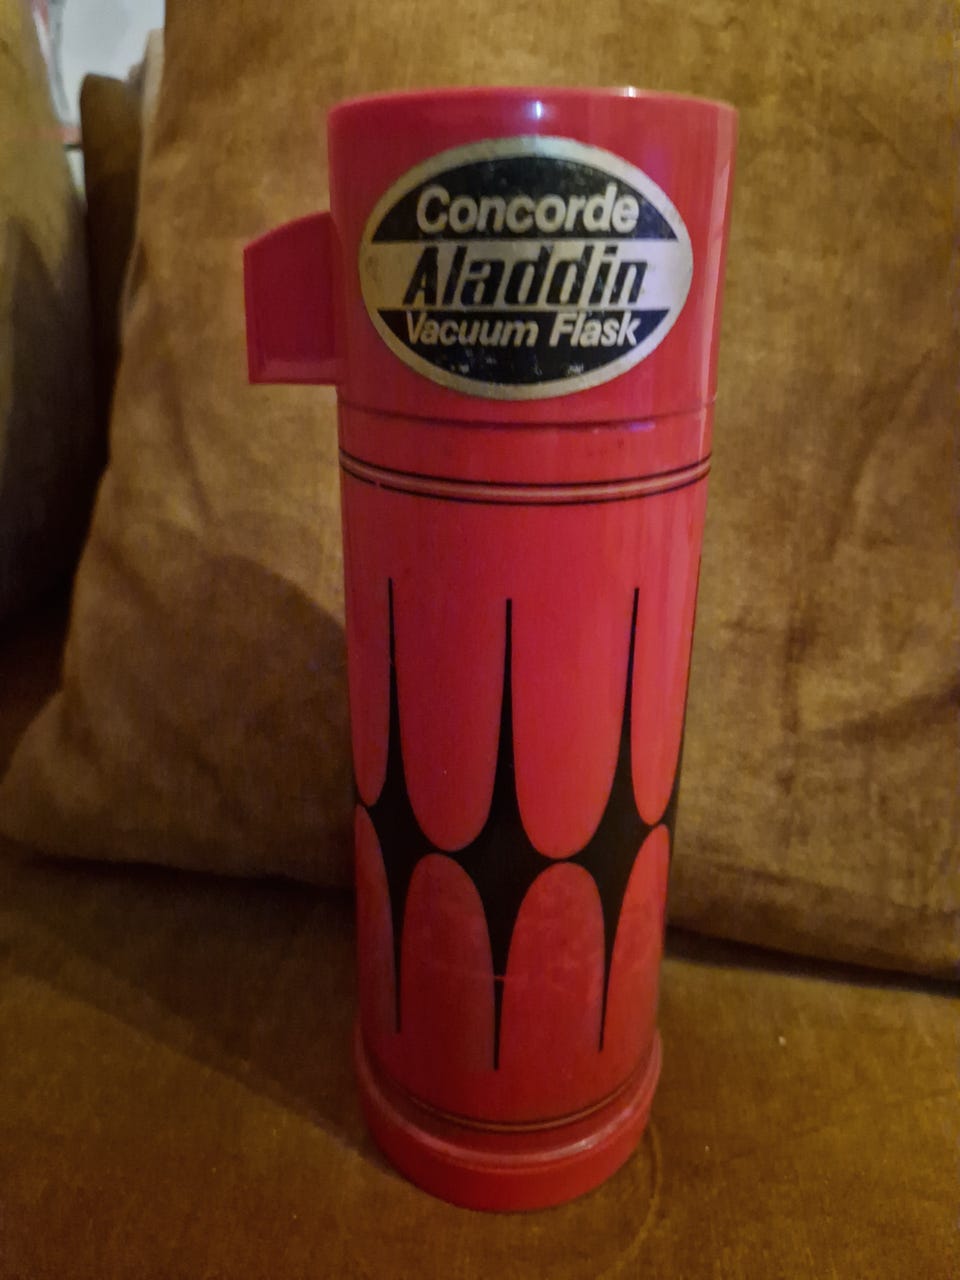 Concorde
Aladdin
Vacuum Flask